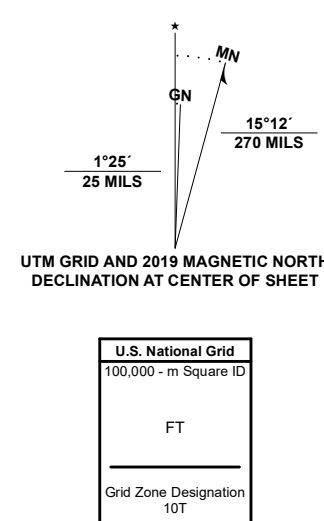 ★
MN
GN
15°12´
270 MILS
1°25´
25 MILS
UTM GRID AND 2019 MAGNETIC NORTH
DECLINATION AT CENTER OF SHEET
U.S. National Grid
100,000 - m Square ID
FT
Grid Zone Designation
10T